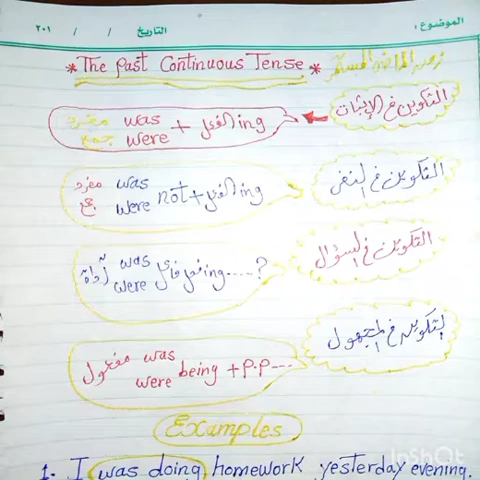 الموضوع : التاريخ / / ٢٠١
* The Past Continuous Tense * زمن الماضي المستمر
التكوين في الإثبات
مفرد was
جمع were + الفعل ing
التكوين في النفي
مفرد was
جمع were not + الفعل ing
التكوين في السؤال
أداة was
were فاعل فعل ing.....?
التكوين في المجهول
مفعول was
were being + p.p---
Examples
1- I was doing homework yesterday evening.
InShOt